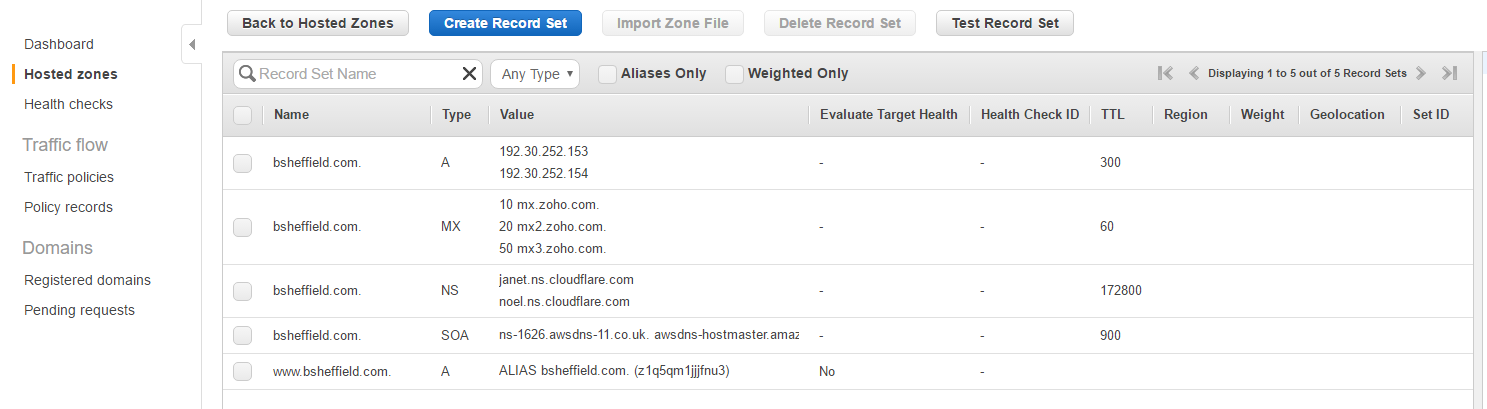 Back to Hosted Zones Create Record Set Import Zone File Delete Record Set Test Record Set
Dashboard
Hosted zones
Health checks
Traffic flow
Traffic policies
Policy records
Domains
Registered domains
Pending requests
Record Set Name Any Type Aliases Only Weighted Only Displaying 1 to 5 out of 5 Record Sets
Name Type Value Evaluate Target Health Health Check ID TTL Region Weight Geolocation Set ID
bsheffield.com. A 192.30.252.153 - - 300
192.30.252.154
bsheffield.com. MX 10 mx.zoho.com. - - 60
20 mx2.zoho.com.
50 mx3.zoho.com.
bsheffield.com. NS janet.ns.cloudflare.com - - 172800
noel.ns.cloudflare.com
bsheffield.com. SOA ns-1626.awsdns-11.co.uk. awsdns-hostmaster.amaz - - 900
www.bsheffield.com. A ALIAS bsheffield.com. (z1q5qm1jjjfnu3) No -